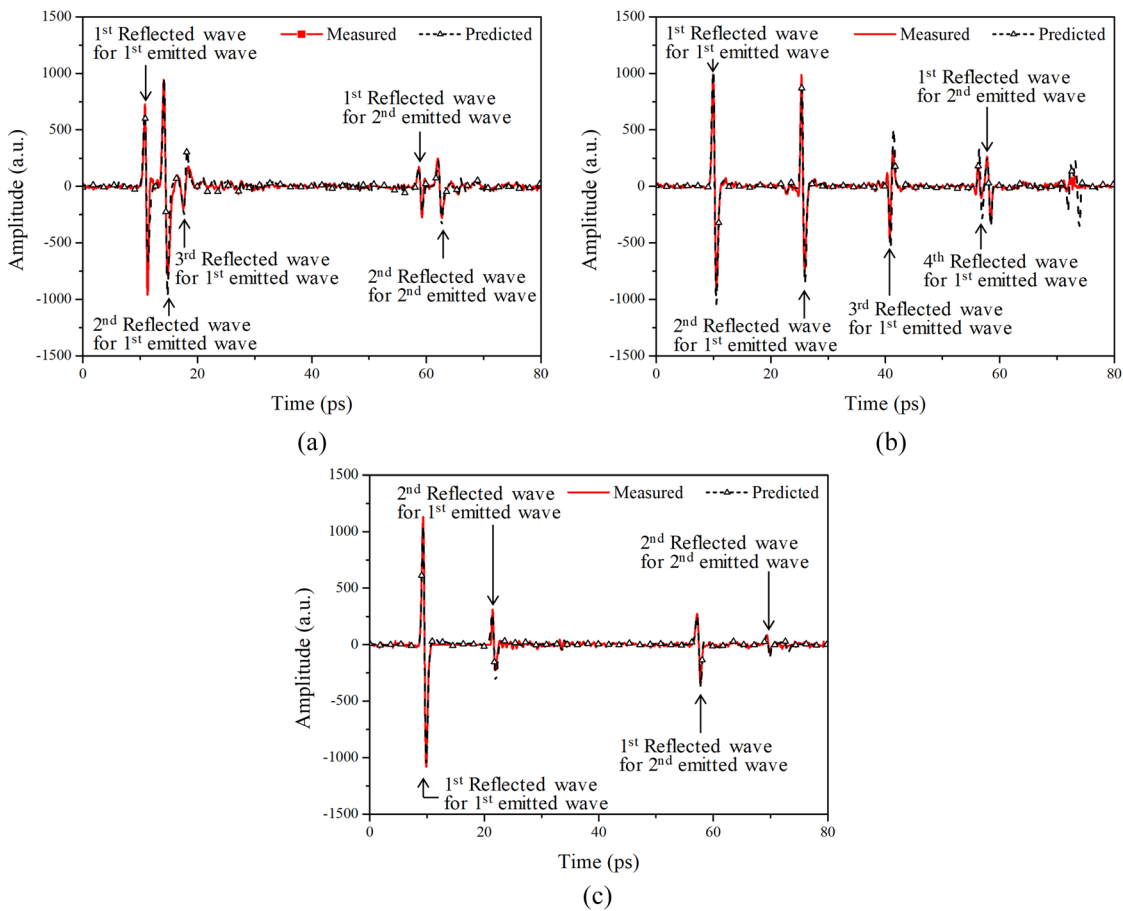 1500
1000
500
0
-500
-1000
-1500
Amplitude (a.u.)
1st Reflected wave
for 1st emitted wave
Measured
Predicted
1st Reflected wave
for 2nd emitted wave
3rd Reflected wave
for 1st emitted wave
2nd Reflected wave
for 2nd emitted wave
2nd Reflected wave
for 1st emitted wave
0
20
40
60
80
Time (ps)
(a)
1500
1000
500
0
-500
-1000
-1500
Amplitude (a.u.)
1st Reflected wave
for 1st emitted wave
Measured
Predicted
1st Reflected wave
for 2nd emitted wave
4th Reflected wave
for 1st emitted wave
3rd Reflected wave
for 1st emitted wave
2nd Reflected wave
for 1st emitted wave
0
20
40
60
80
Time (ps)
(b)
1500
1000
500
0
-500
-1000
-1500
Amplitude (a.u.)
2nd Reflected wave
for 1st emitted wave
Measured
Predicted
2nd Reflected wave
for 2nd emitted wave
1st Reflected wave
for 2nd emitted wave
1st Reflected wave
for 1st emitted wave
0
20
40
60
80
Time (ps)
(c)